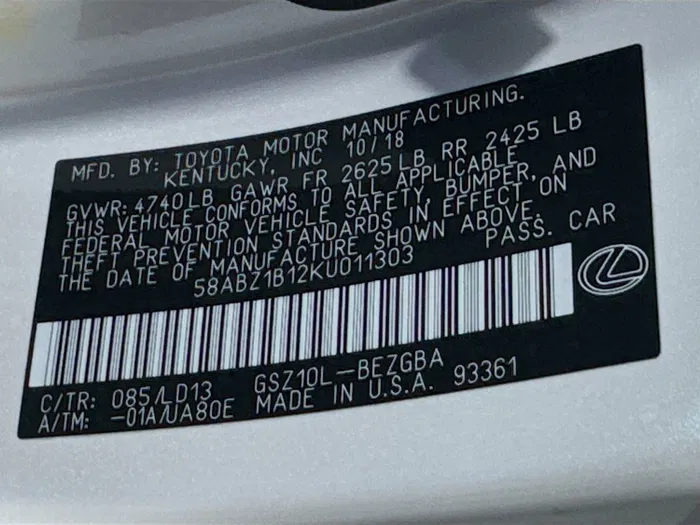 MFD. BY: TOYOTA MOTOR MANUFACTURING.
KENTUCKY, INC 10/18
GVWR: 4740LB GAWR FR 2625LB RR 2425 LB
THIS VEHICLE CONFORMS TO ALL APPLICABLE
FEDERAL MOTOR VEHICLE SAFETY, BUMPER, AND
THEFT PREVENTION STANDARDS IN EFFECT ON
THE DATE OF MANUFACTURE SHOWN ABOVE.
58ABZ1B12KU011303 PASS. CAR
C/TR: 085/LD13 GSZ10L-BEZGBA
A/TM: -01A/UA80E MADE IN U.S.A. 93361